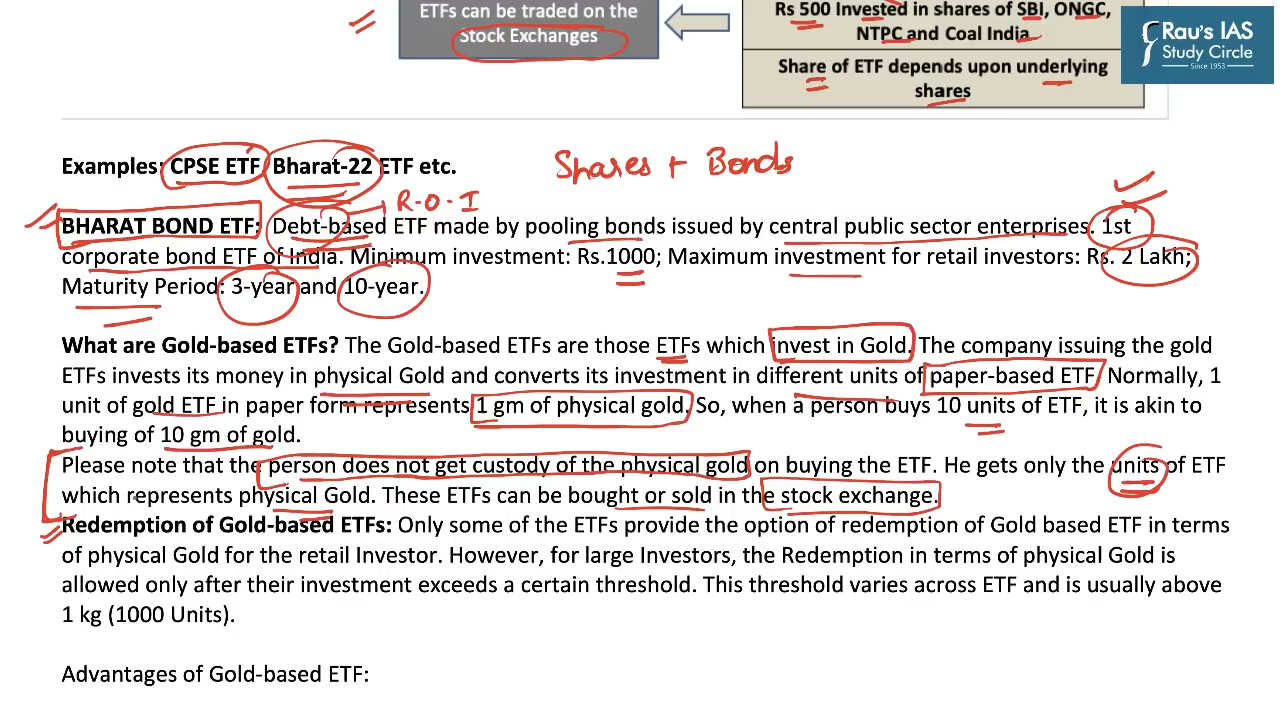 ETFs can be traded on the
Stock Exchanges
Rs 500 Invested in shares of SBI, ONGC,
NTPC and Coal India
Share of ETF depends upon underlying
shares
Rau's IAS
Study Circle
Since 1953
Examples: CPSE ETF, Bharat-22 ETF etc.
Shares + Bonds
R-O-I
BHARAT BOND ETF: Debt-based ETF made by pooling bonds issued by central public sector enterprises. 1st
corporate bond ETF of India. Minimum investment: Rs.1000; Maximum investment for retail investors: Rs. 2 Lakh;
Maturity Period: 3-year and 10-year.
What are Gold-based ETFs? The Gold-based ETFs are those ETFs which invest in Gold. The company issuing the gold
ETFs invests its money in physical Gold and converts its investment in different units of paper-based ETF. Normally, 1
unit of gold ETF in paper form represents 1 gm of physical gold. So, when a person buys 10 units of ETF, it is akin to
buying of 10 gm of gold.
Please note that the person does not get custody of the physical gold on buying the ETF. He gets only the units of ETF
which represents physical Gold. These ETFs can be bought or sold in the stock exchange.
Redemption of Gold-based ETFs: Only some of the ETFs provide the option of redemption of Gold based ETF in terms
of physical Gold for the retail Investor. However, for large Investors, the Redemption in terms of physical Gold is
allowed only after their investment exceeds a certain threshold. This threshold varies across ETF and is usually above
1 kg (1000 Units).
Advantages of Gold-based ETF: